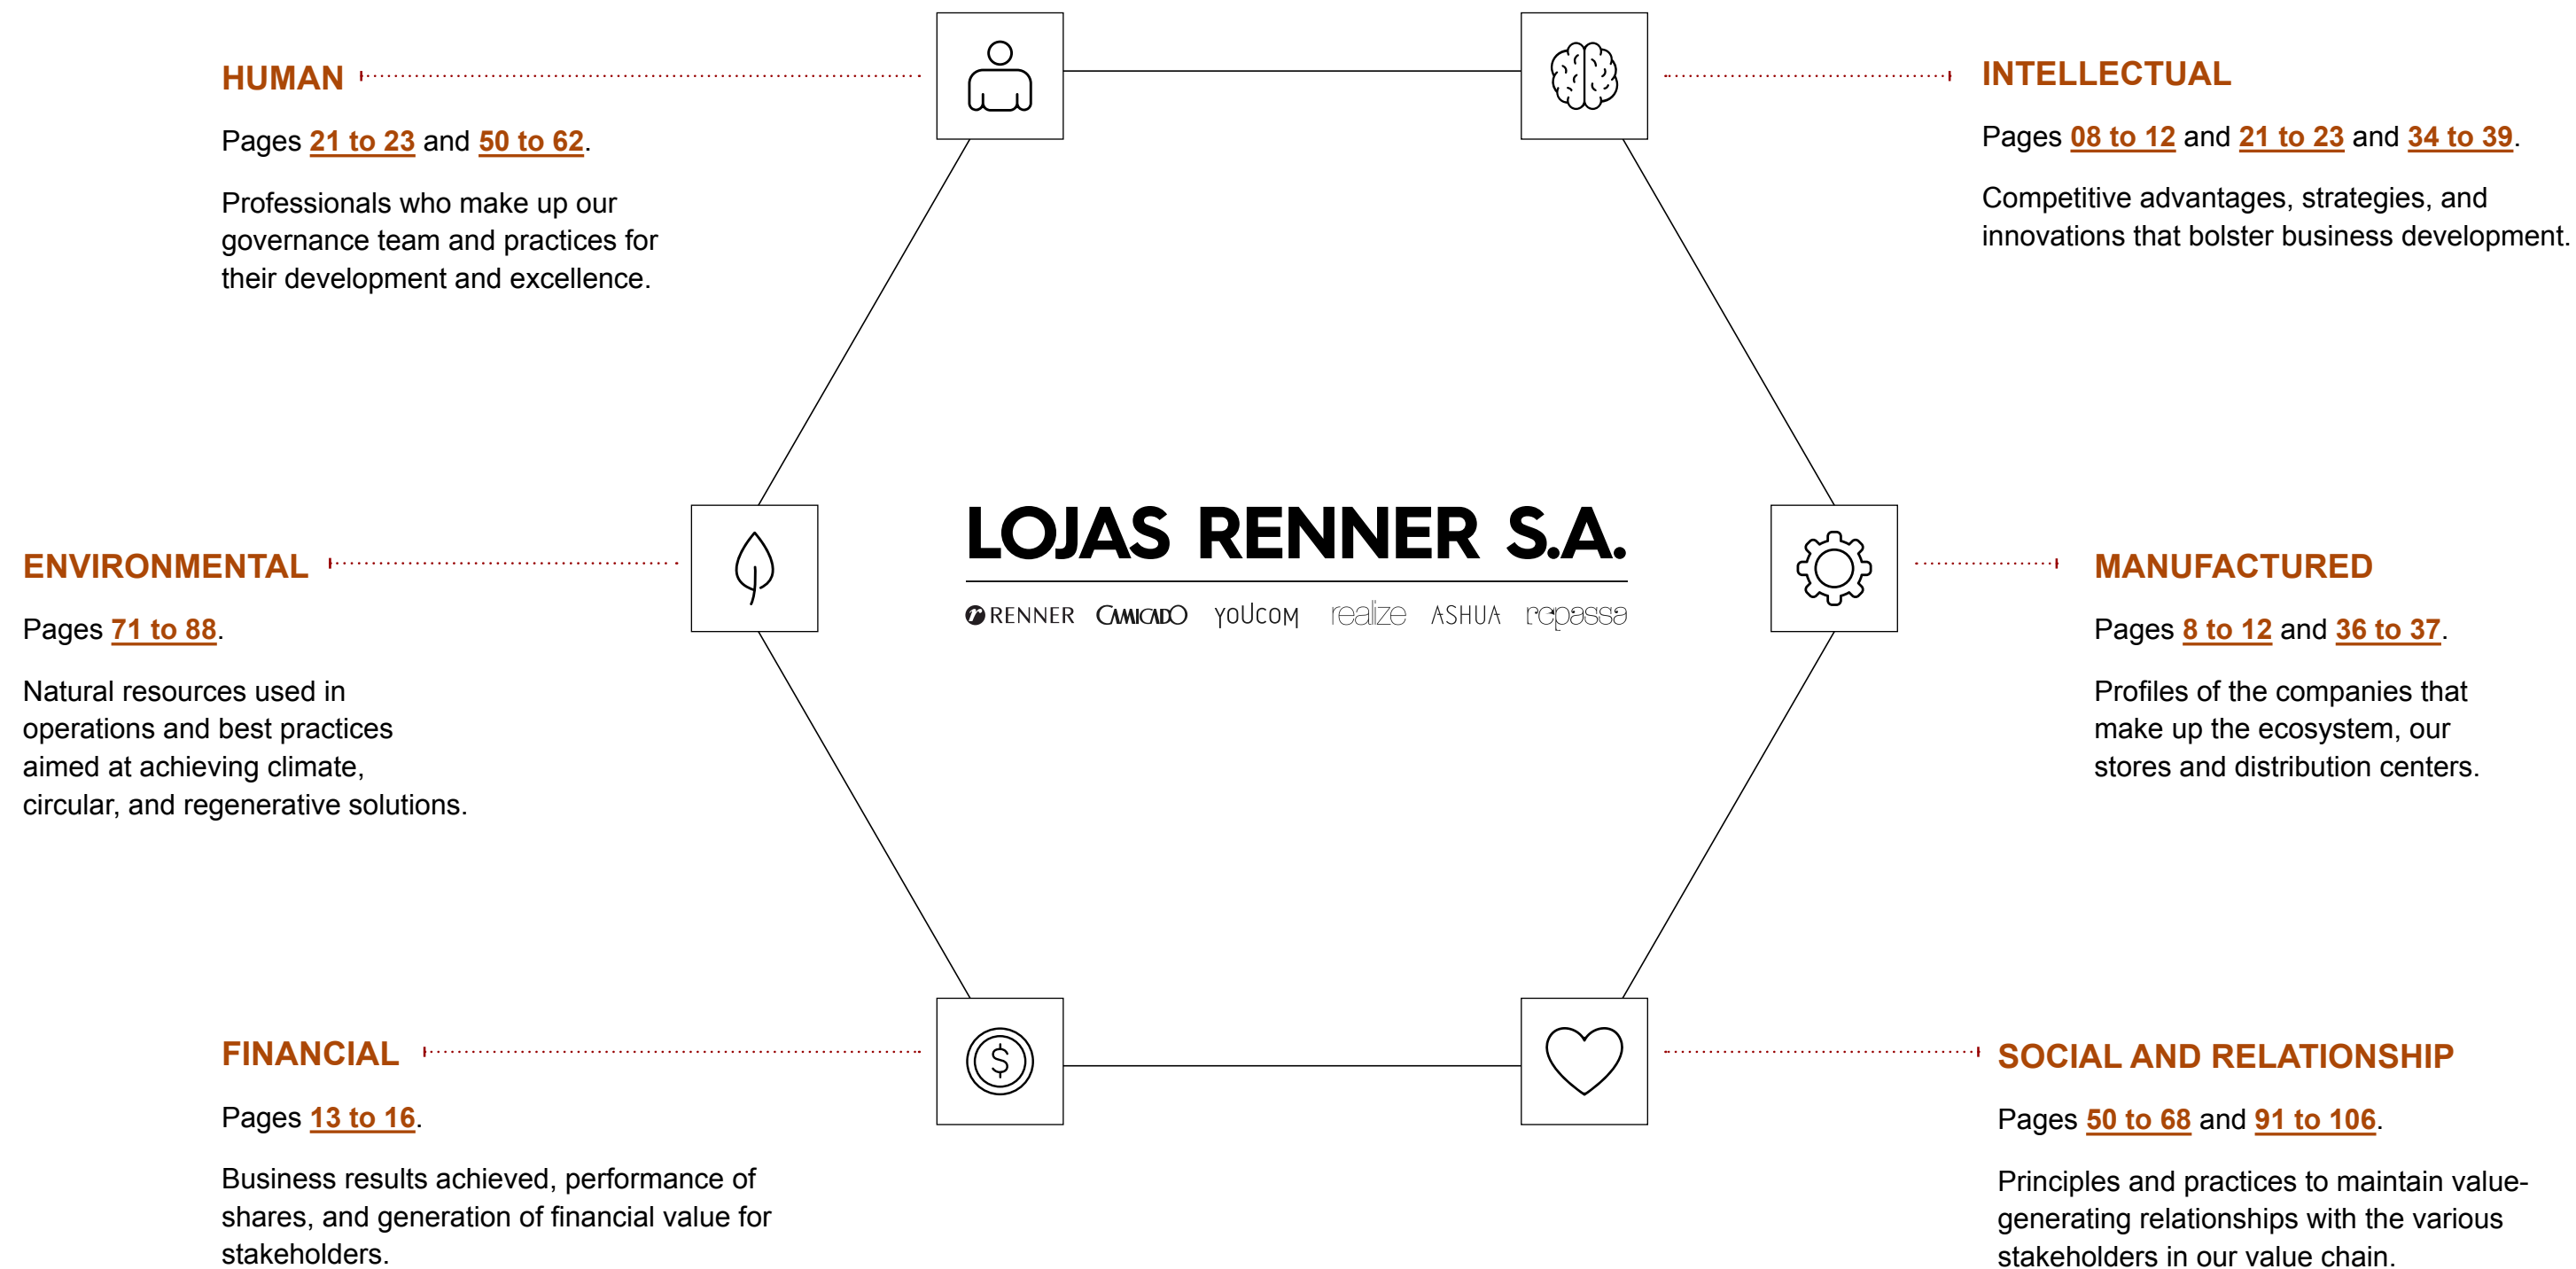 HUMAN
Pages 21 to 23 and 50 to 62.
Professionals who make up our
governance team and practices for
their development and excellence.
INTELLECTUAL
Pages 08 to 12 and 21 to 23 and 34 to 39.
Competitive advantages, strategies, and
innovations that bolster business development.
ENVIRONMENTAL
Pages 71 to 88.
Natural resources used in
operations and best practices
aimed at achieving climate,
circular, and regenerative solutions.
LOJAS RENNER S.A.
r RENNER CAMICADO YOUCOM realize ASHUA repassa
MANUFACTURED
Pages 8 to 12 and 36 to 37.
Profiles of the companies that
make up the ecosystem, our
stores and distribution centers.
FINANCIAL
Pages 13 to 16.
Business results achieved, performance of
shares, and generation of financial value for
stakeholders.
$
SOCIAL AND RELATIONSHIP
Pages 50 to 68 and 91 to 106.
Principles and practices to maintain value-
generating relationships with the various
stakeholders in our value chain.